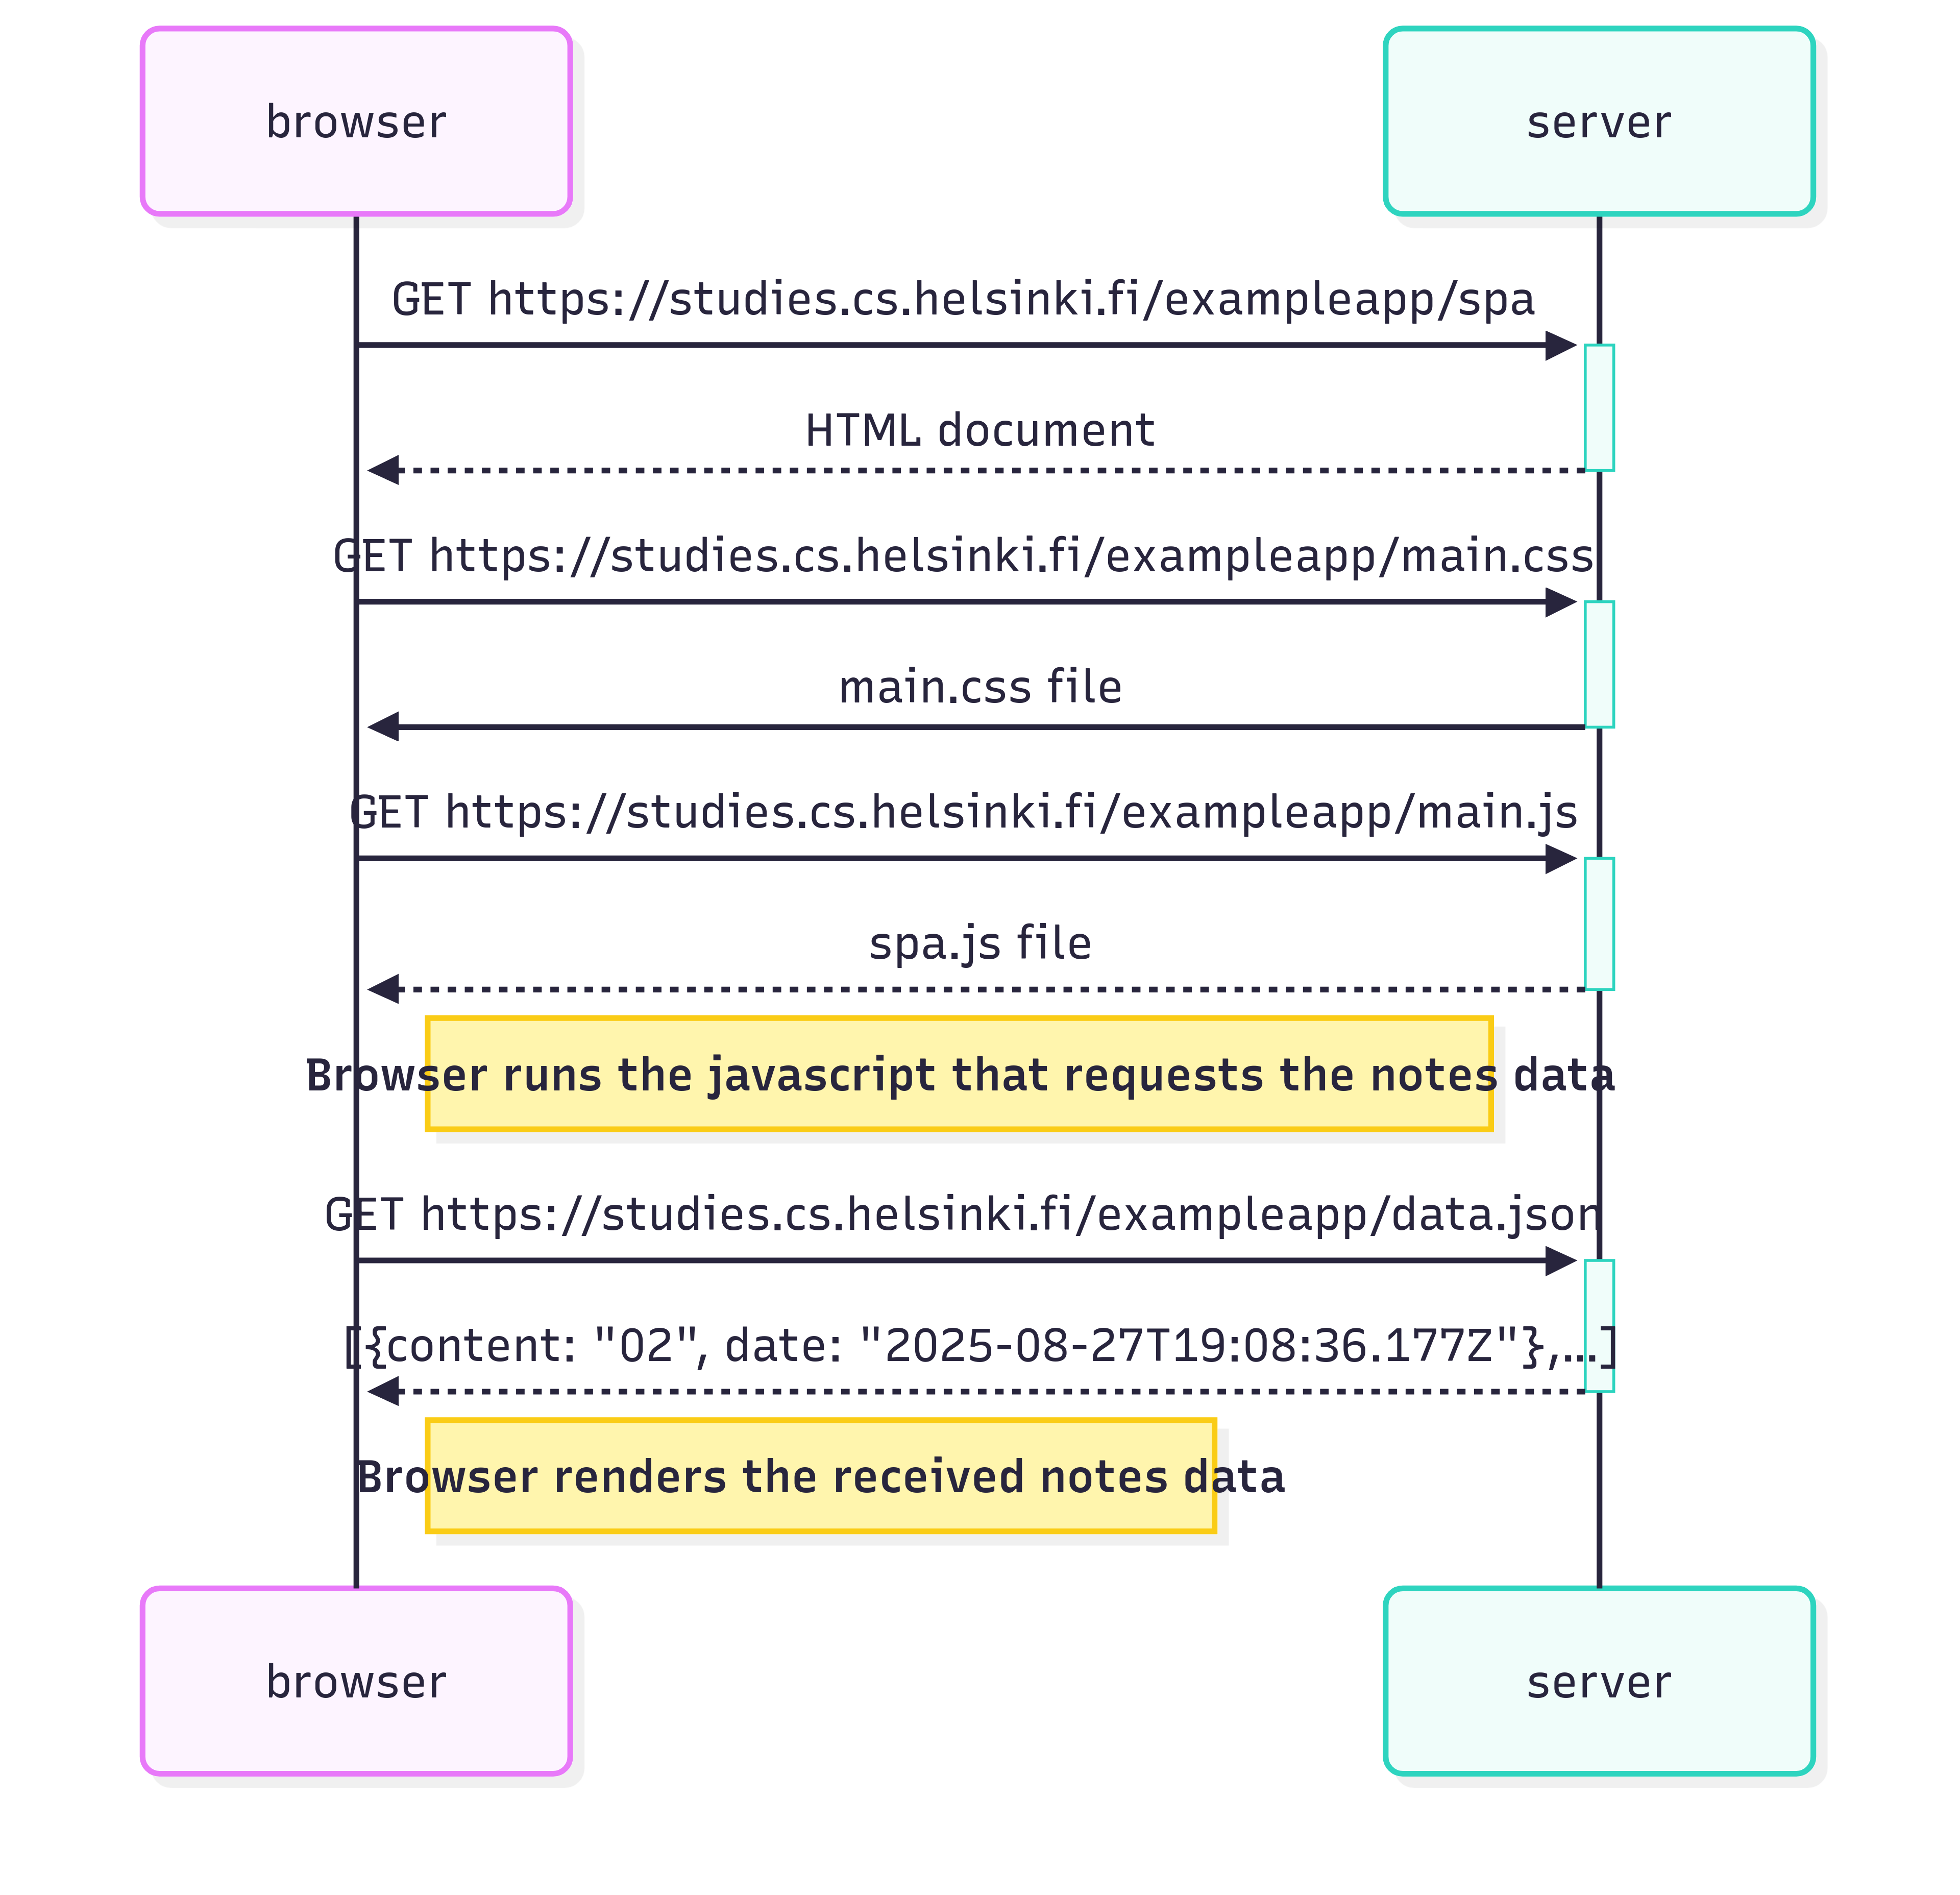 browser
server
GET https://studies.cs.helsinki.fi/exampleapp/spa
HTML document
GET https://studies.cs.helsinki.fi/exampleapp/main.css
main.css file
GET https://studies.cs.helsinki.fi/exampleapp/main.js
spa.js file
Browser runs the javascript that requests the notes data
GET https://studies.cs.helsinki.fi/exampleapp/data.json
[{content: "02", date: "2025-08-27T19:08:36.177Z"},...]
Browser renders the received notes data
browser
server